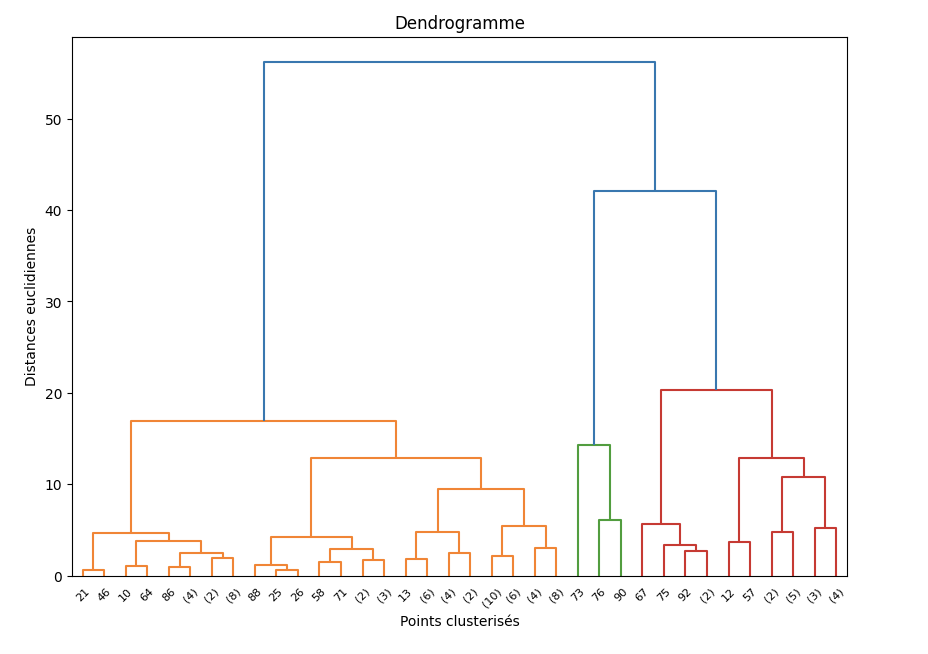 Dendrogramme
50
40
30
20
10
0
Distances euclidiennes
21 46 10 64 86 (4) (2) (8) 88 25 26 58 71 (2) (3) 13 (6) (4) (2) (10) (6) (4) (8) 73 76 90 67 75 92 (2) 12 57 (2) (5) (3) (4)
Points clusterisés